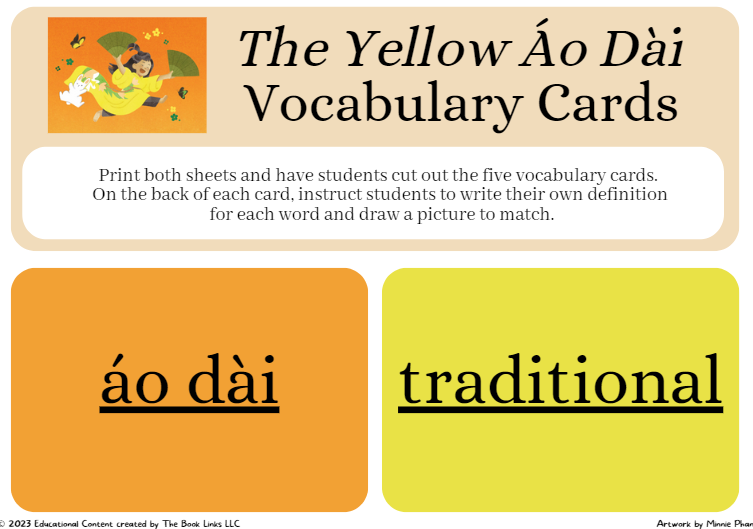 The Yellow Áo Dài
Vocabulary Cards
Print both sheets and have students cut out the five vocabulary cards.
On the back of each card, instruct students to write their own definition
for each word and draw a picture to match.
áo dài
traditional
© 2023 Educational Content created by The Book Links LLC
Artwork by Minnie Phan